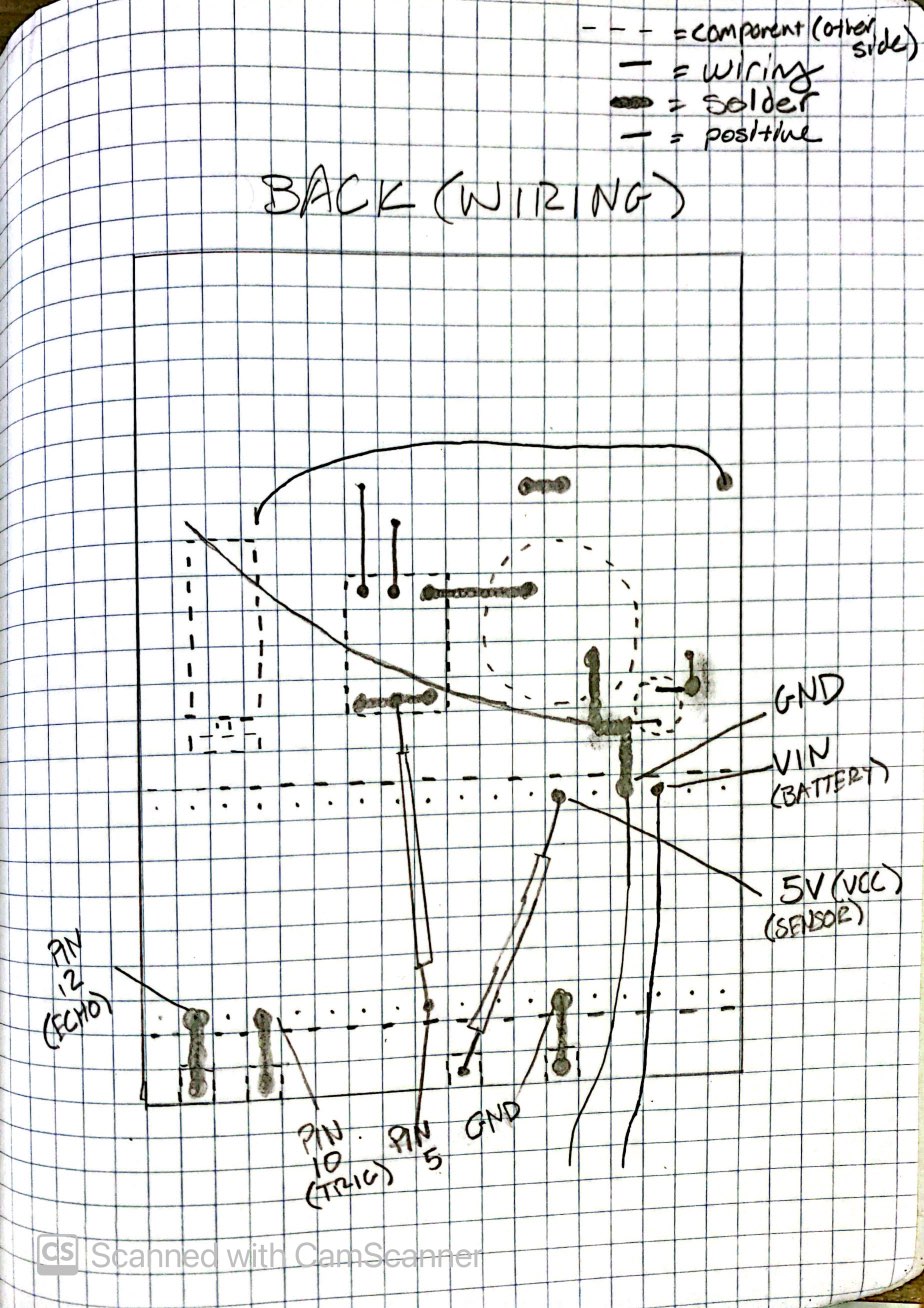 --- = component (other
side)
— = wiring
= solder
— = positive
BACK (WIRING)
GND
VIN
(BATTERY)
5V (VCC)
(SENSOR)
PIN
12
(ECHO)
PIN
10
(TRIG)
PIN
5
GND
CS Scanned with CamScanner